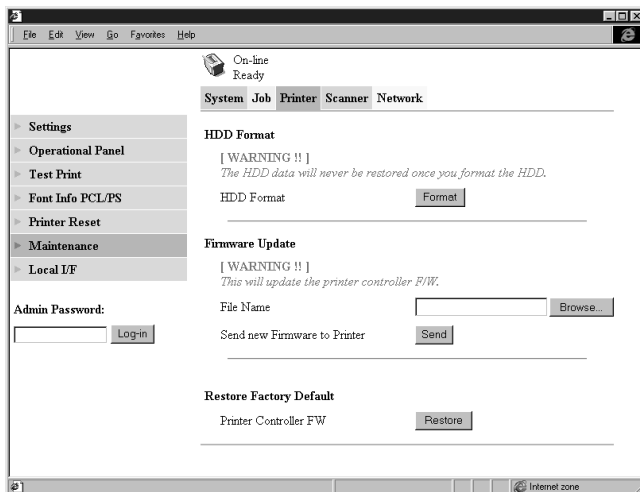 File Edit View Go Favorites Help
On-line
Ready
System Job Printer Scanner Network
Settings
Operational Panel
Test Print
Font Info PCL/PS
Printer Reset
Maintenance
Local I/F
Admin Password:
Log-in
HDD Format
[ WARNING !! ]
The HDD data will never be restored once you format the HDD.
HDD Format Format
Firmware Update
[ WARNING !! ]
This will update the printer controller F/W.
File Name Browse...
Send new Firmware to Printer Send
Restore Factory Default
Printer Controller FW Restore
Internet zone